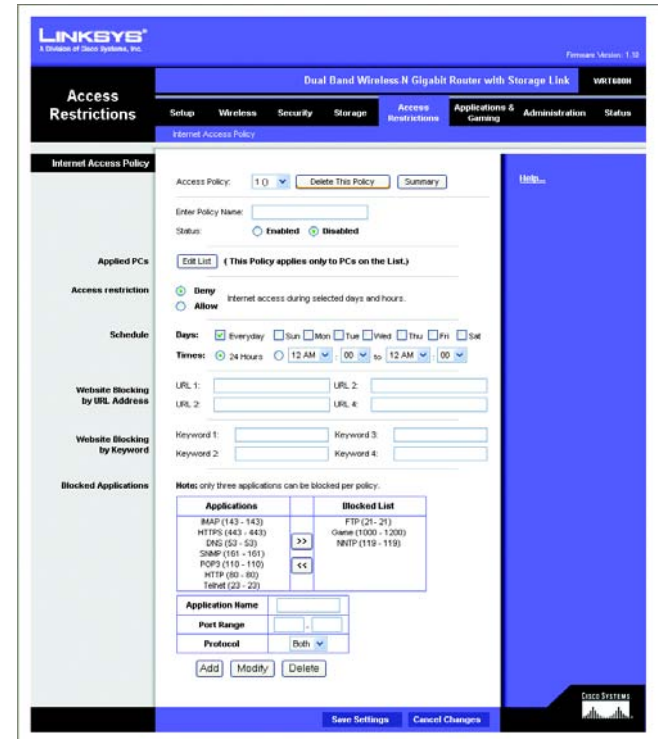 LINKSYS®
A Division of Cisco Systems, Inc.
Firmware Version: 1.10
Dual Band Wireless-N Gigabit Router with Storage Link
WRT600N
Access Restrictions
Setup
Wireless
Security
Storage
Access Restrictions
Applications & Gaming
Administration
Status
Internet Access Policy
Internet Access Policy
Help...
Access Policy: 1 () Delete This Policy Summary
Enter Policy Name:
Status: Enabled Disabled
Applied PCs
Edit List ( This Policy applies only to PCs on the List.)
Access restriction
Deny
Allow
Internet access during selected days and hours.
Schedule
Days: Everyday Sun Mon Tue Wed Thu Fri Sat
Times: 24 Hours 12 AM : 00 to 12 AM : 00
Website Blocking by URL Address
URL 1: URL 2:
URL 2: URL 4:
Website Blocking by Keyword
Keyword 1: Keyword 3:
Keyword 2: Keyword 4:
Blocked Applications
Note: only three applications can be blocked per policy.
Applications Blocked List
IMAP (143 - 143)
HTTPS (443 - 443)
DNS (53 - 53)
SNMP (161 - 161)
POP3 (110 - 110)
HTTP (80 - 80)
Telnet (23 - 23)
>>
<<
FTP (21 - 21)
Game (1000 - 1200)
NNTP (119 - 119)
Application Name
Port Range -
Protocol Both
Add Modify Delete
Save Settings Cancel Changes
CISCO SYSTEMS